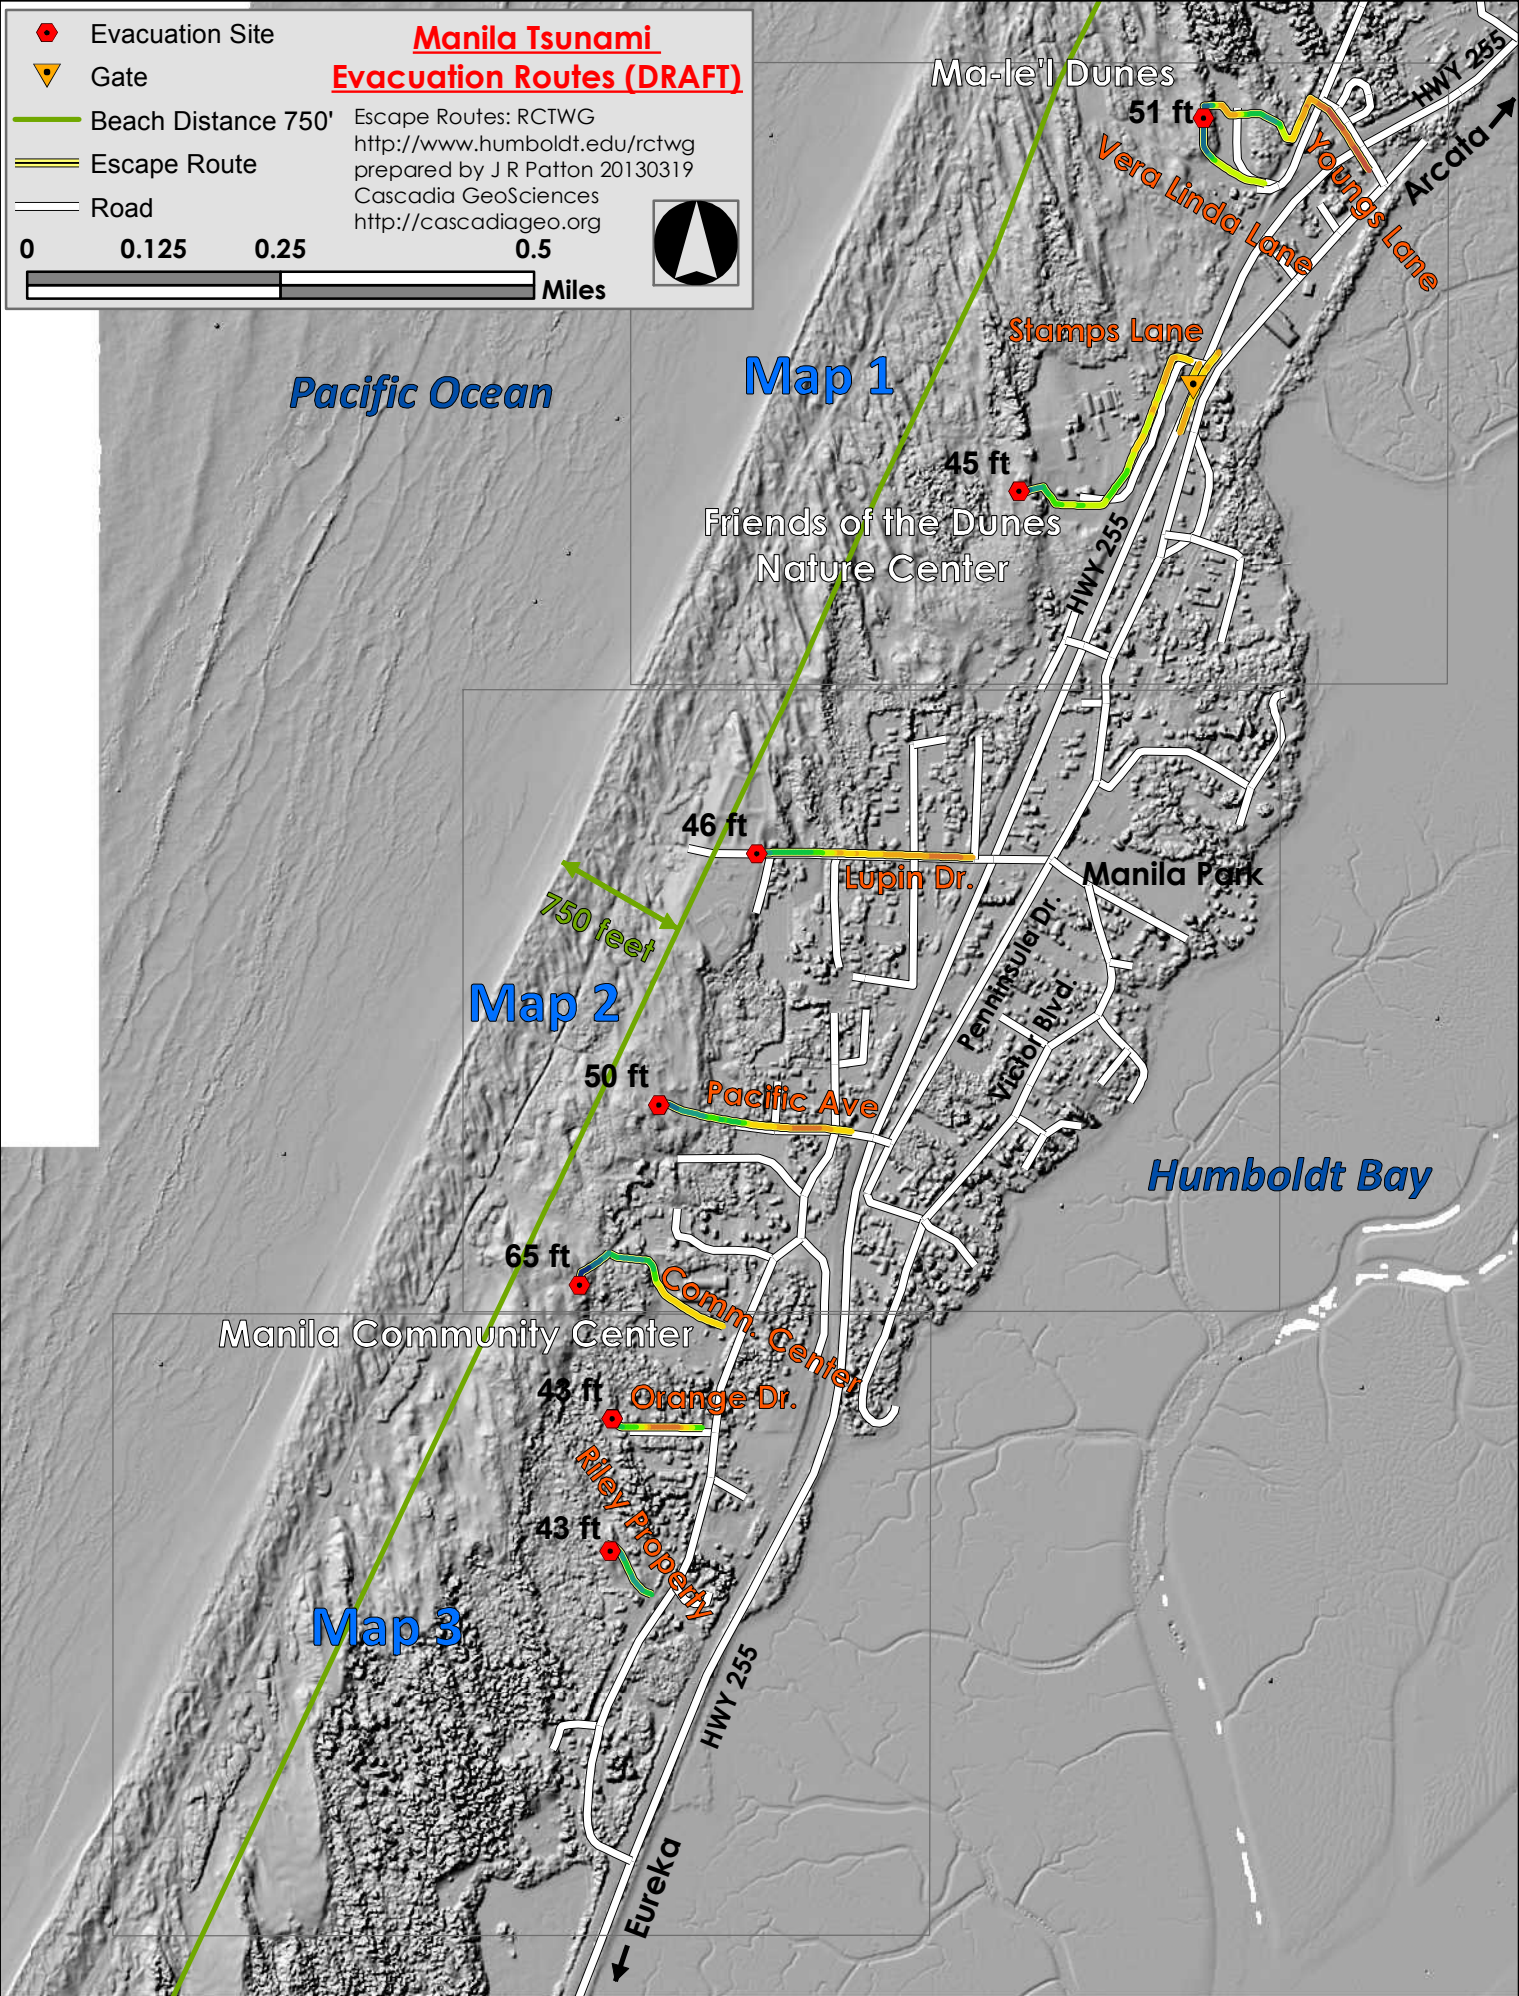 Evacuation Site
Gate
Beach Distance 750'
Escape Route
Road
Manila Tsunami
Evacuation Routes (DRAFT)
Escape Routes: RCTWG
http://www.humboldt.edu/rctwg
prepared by J R Patton 20130319
Cascadia GeoSciences
http://cascadiageo.org
0 0.125 0.25 0.5
Miles
Ma-le'l Dunes
HWY 255
51 ft
Arcata
Youngs Lane
Vera Linda Lane
Stamps Lane
Map 1
Pacific Ocean
45 ft
Friends of the Dunes
Nature Center
HWY 255
46 ft
Lupin Dr.
Manila Park
750 feet
Penninsula Dr.
Map 2
Victor Blvd.
50 ft
Pacific Ave
Humboldt Bay
65 ft
Comm. Center
Manila Community Center
43 ft
Orange Dr.
Riley Property
43 ft
Map 3
HWY 255
Eureka